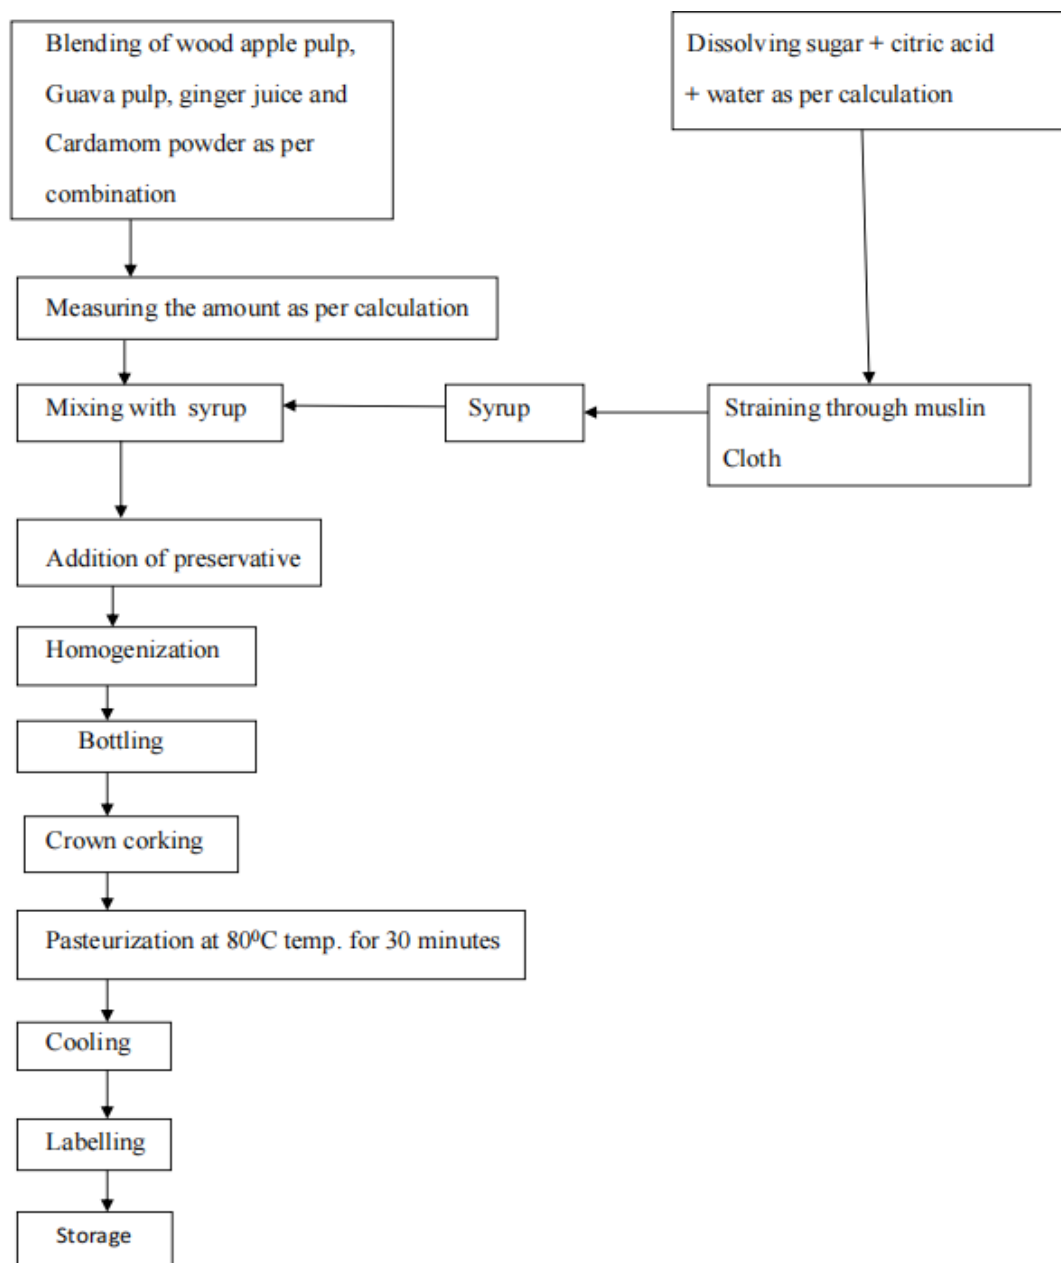 Blending of wood apple pulp,
Guava pulp, ginger juice and
Cardamom powder as per
combination
Dissolving sugar + citric acid
+ water as per calculation
Measuring the amount as per calculation
Mixing with syrup
Syrup
Straining through muslin
Cloth
Addition of preservative
Homogenization
Bottling
Crown corking
Pasteurization at 80⁰C temp. for 30 minutes
Cooling
Labelling
Storage